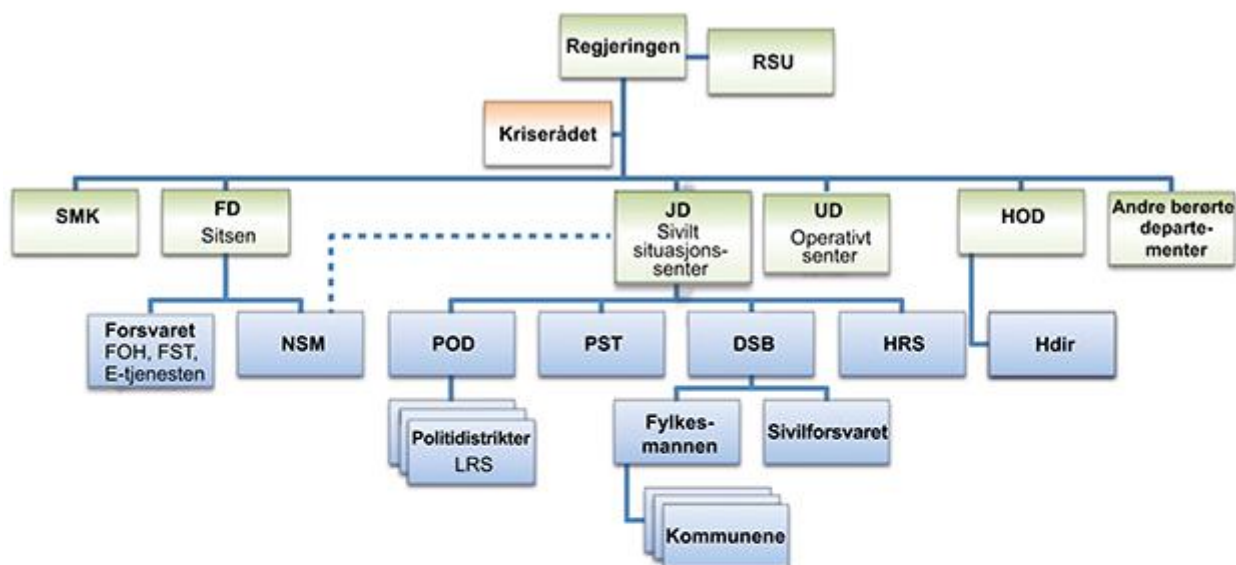 Regjeringen
RSU
Kriserådet
SMK
FD
Sitsen
JD
Sivilt
situasjons-
senter
UD
Operativt
senter
HOD
Andre berørte
departe-
menter
Forsvaret
FOH, FST,
E-tjenesten
NSM
POD
PST
DSB
HRS
Hdir
Politidistrikter
LRS
Fylkes-
mannen
Sivilforsvaret
Kommunene